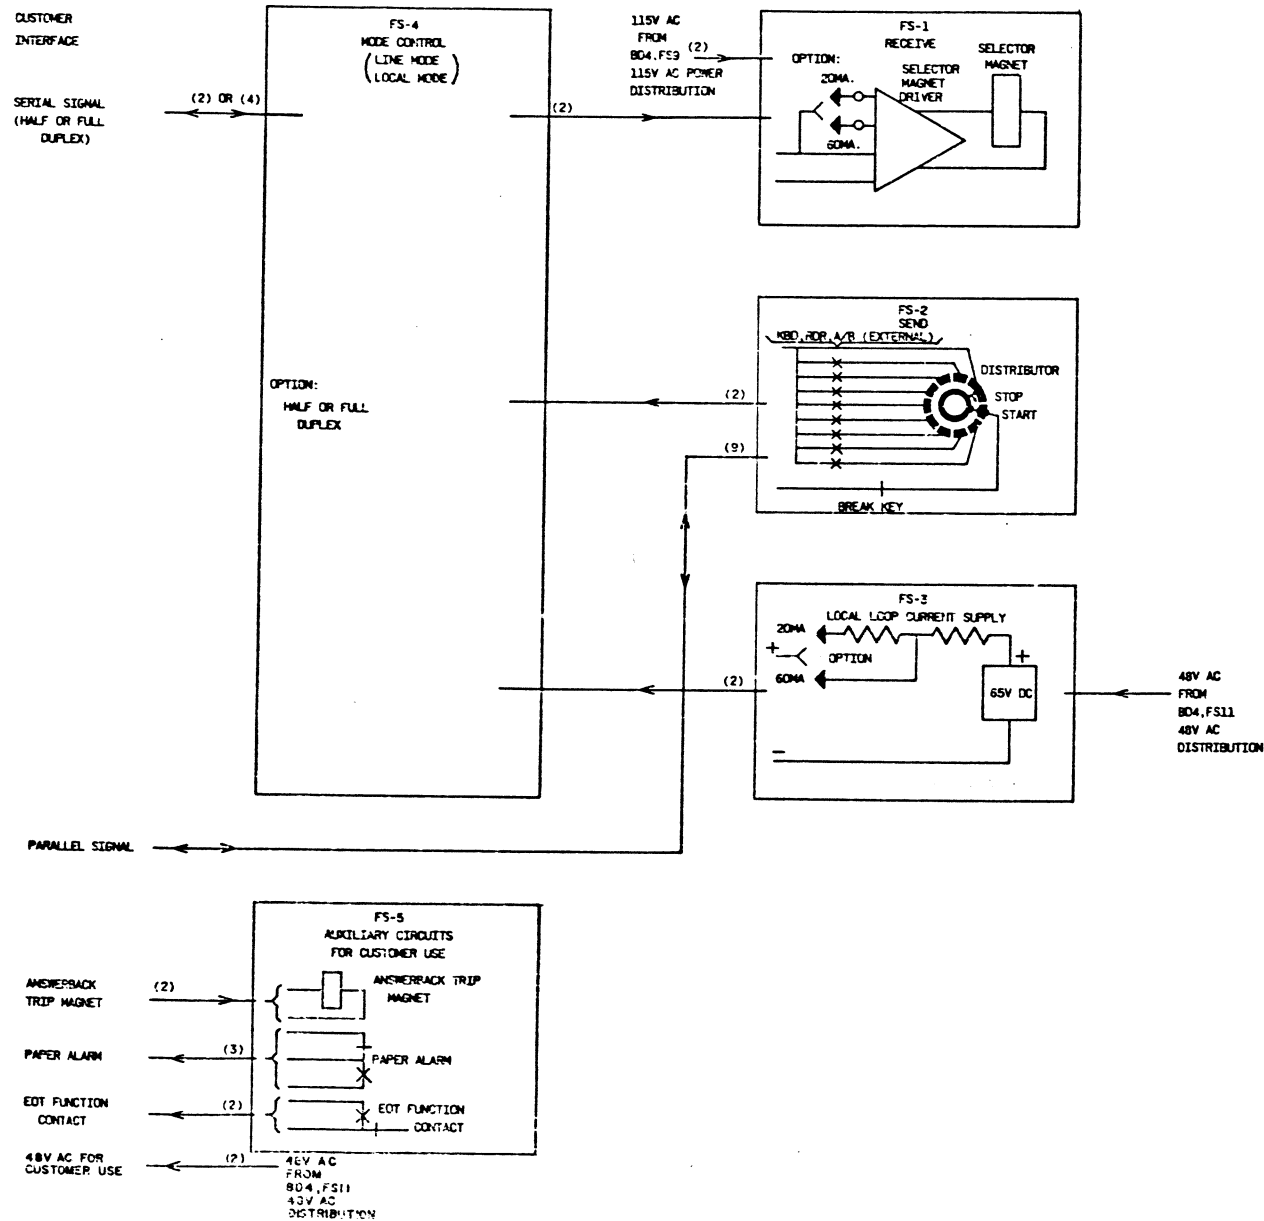 CUSTOMER
INTERFACE
SERIAL SIGNAL
(HALF OR FULL
DUPLEX)
(2) OR (4)
FS-4
MODE CONTROL
(LINE MODE
LOCAL MODE)
(2)
OPTION:
HALF OR FULL
DUPLEX
115V AC
FROM
BD4,FS9 (2)
115V AC POWER
DISTRIBUTION
FS-1
RECEIVE
OPTION:
20MA.
60MA.
SELECTOR
MAGNET
DRIVER
SELECTOR
MAGNET
FS-2
SEND
KBD,RDR,A/B (EXTERNAL)
DISTRIBUTOR
STOP
START
(2)
(9)
BREAK KEY
FS-3
LOCAL LOOP CURRENT SUPPLY
20MA
+
OPTION
60MA
+
65V DC
−
(2)
48V AC
FROM
BD4,FS11
48V AC
DISTRIBUTION
PARALLEL SIGNAL
FS-5
AUXILIARY CIRCUITS
FOR CUSTOMER USE
ANSWERBACK
TRIP MAGNET
(2)
ANSWERBACK TRIP
MAGNET
PAPER ALARM
(3)
PAPER ALARM
EOT FUNCTION
CONTACT
(2)
EOT FUNCTION
CONTACT
48V AC FOR
CUSTOMER USE
(2)
48V AC
FROM
BD4,FS11
48V AC
DISTRIBUTION